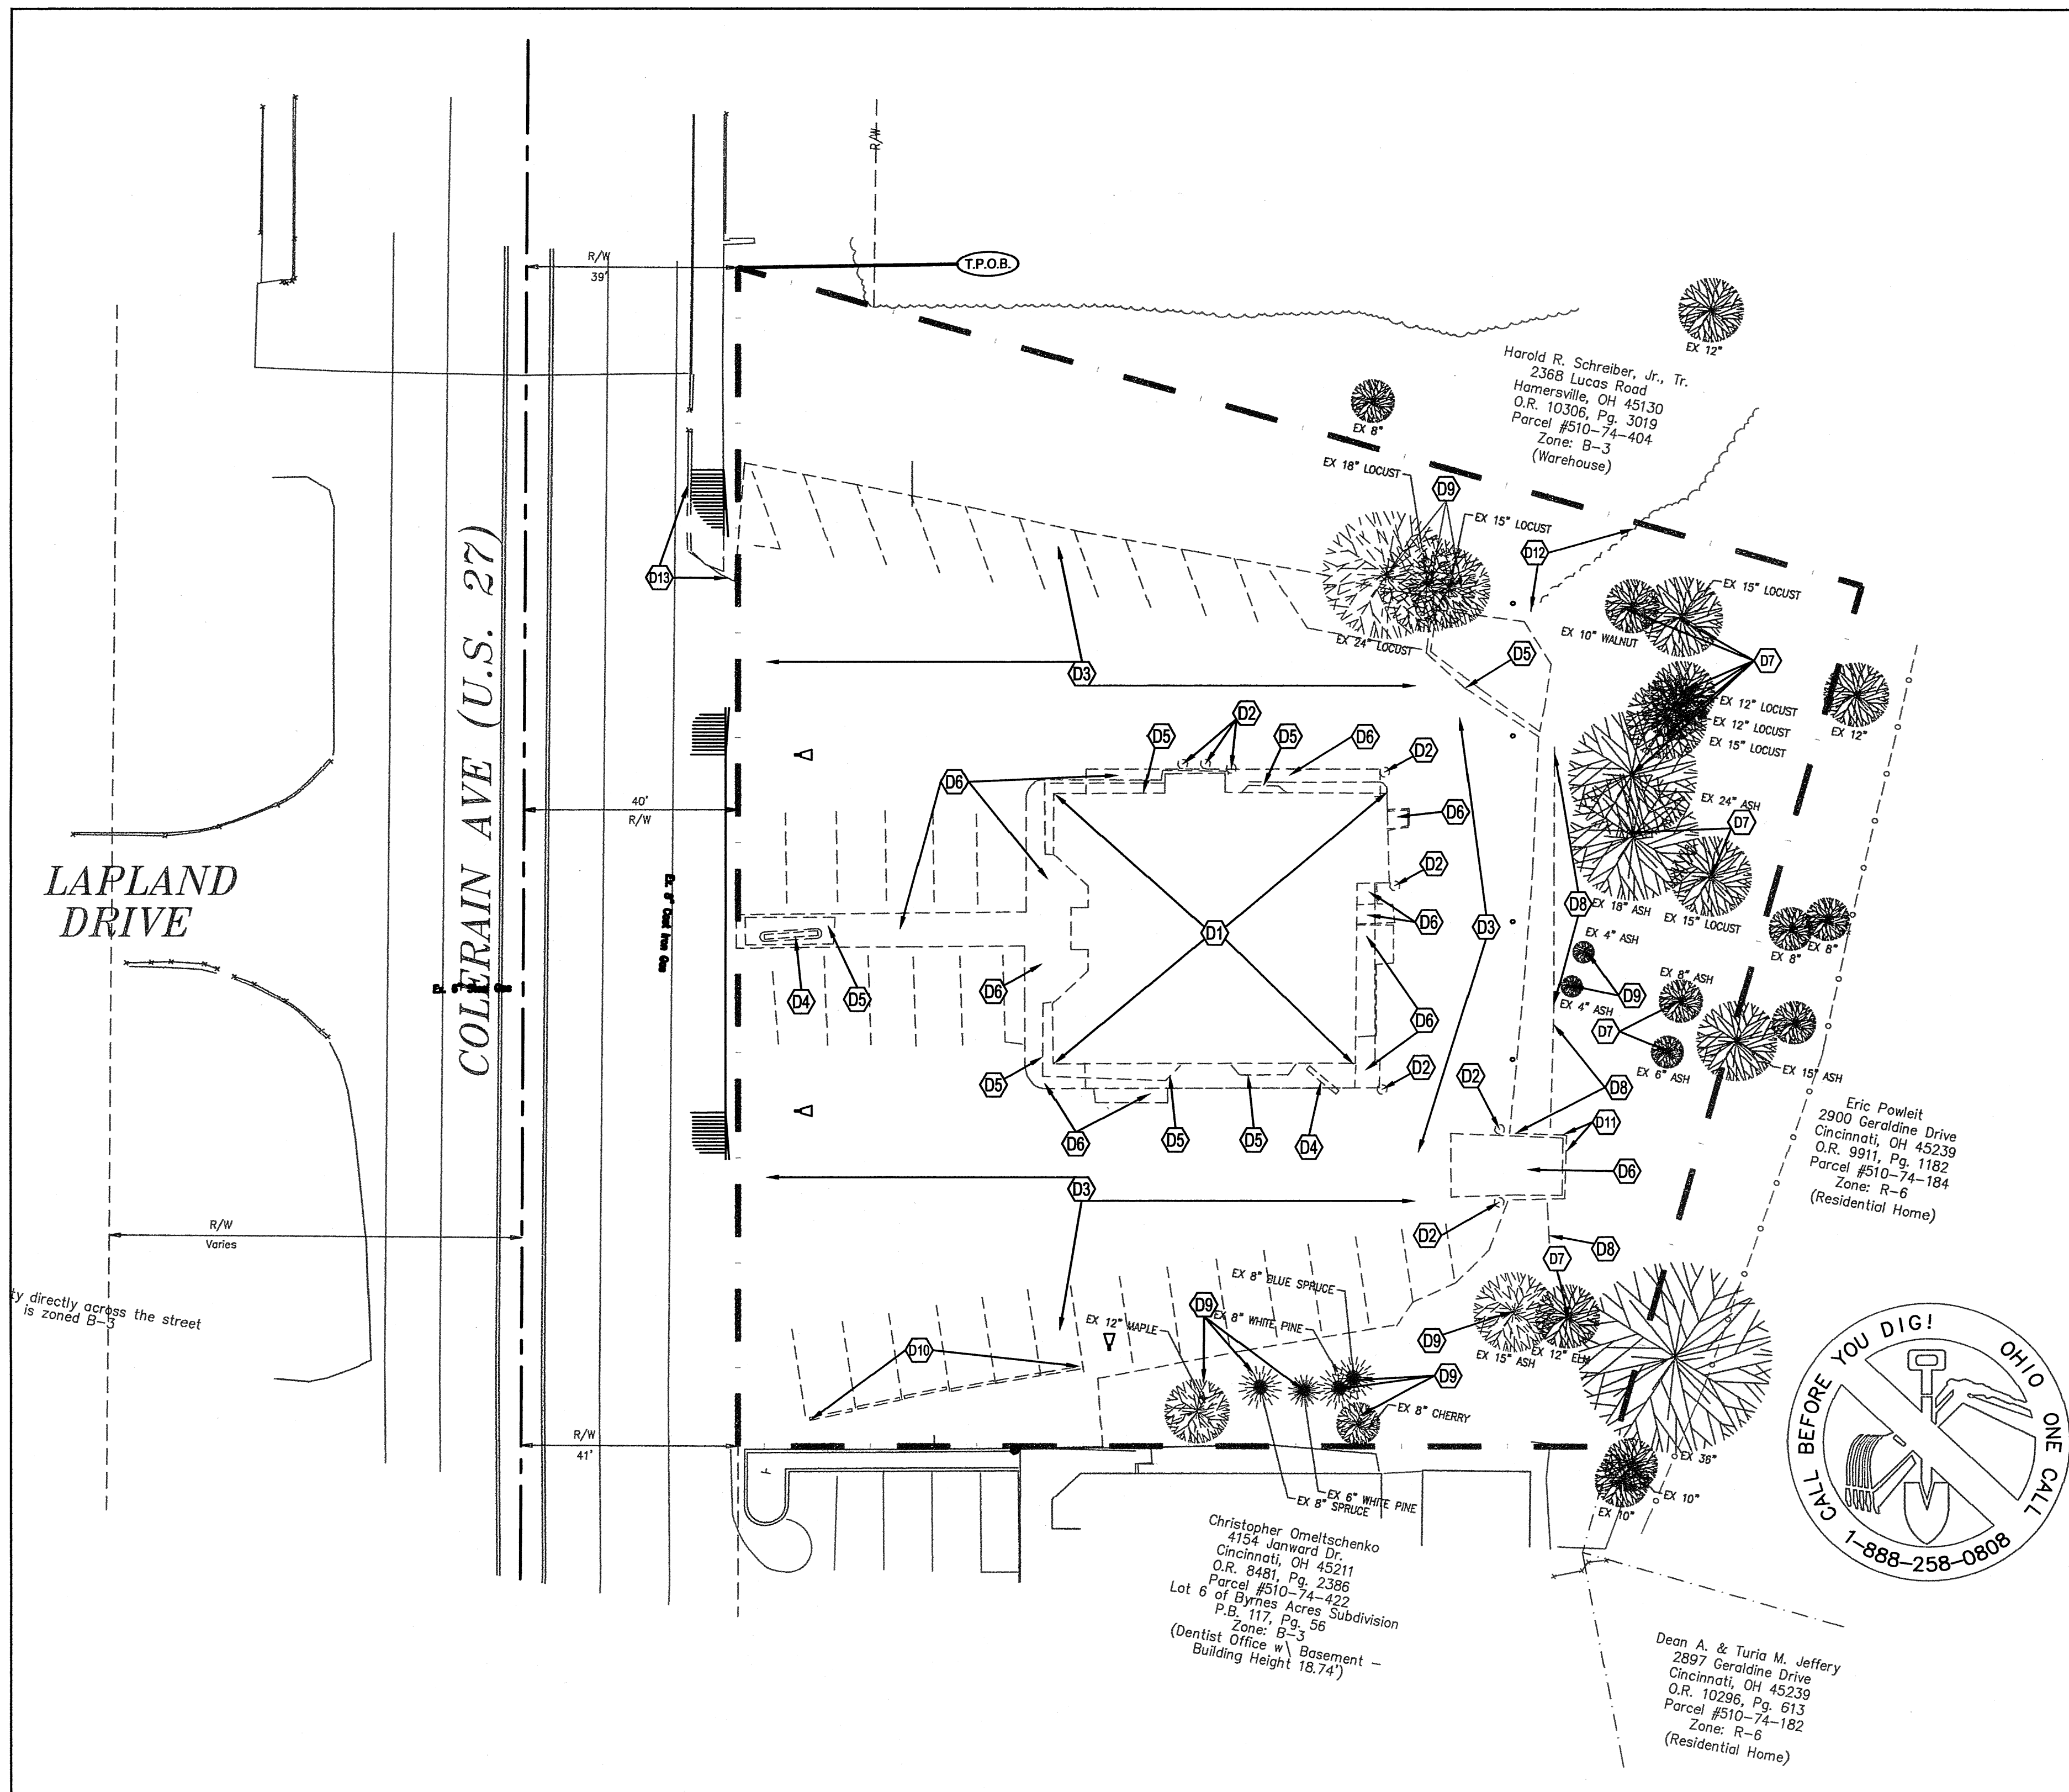 R/W
R/W
39'
T.P.O.B.
EX 12"
Harold R. Schreiber, Jr., Tr.
2368 Lucas Road
Hamersville, OH 45130
O.R. 10306, Pg. 3019
Parcel #510-74-404
Zone: B-3
(Warehouse)
EX 8"
EX 18" LOCUST
D9
EX 15" LOCUST
D12
D13
EX 15" LOCUST
EX 10" WALNUT
EX 24" LOCUST
D5
D7
D3
EX 12" LOCUST
EX 12" LOCUST
EX 15" LOCUST
EX 12"
COLERAIN AVE (U.S. 27)
D2
D5
D5
D6
D2
D6
40'
R/W
D6
EX 24" ASH
D7
D2
LAPLAND
DRIVE
Ex. 8" Cast Iron Gas
D6
D1
D3
D8
EX 18" ASH
EX 15" LOCUST
EX 4" ASH
EX 8"
EX 8"
D4
D5
D6
D9
EX 8" ASH
EX 4" ASH
D7
D6
EX 6" ASH
EX 15" ASH
D5
D2
D2
D8
D11
D6
D5
D5
D4
D6
Eric Powleit
2900 Geraldine Drive
Cincinnati, OH 45239
O.R. 9911, Pg. 1182
Parcel #510-74-184
Zone: R-6
(Residential Home)
D3
R/W
Varies
D2
D8
D7
ty directly across the street
is zoned B-3
EX 8" BLUE SPRUCE
D9
EX 8" WHITE PINE
EX 12" MAPLE
D10
D9
EX 15" ASH
EX 12" ELM
D9
EX 8" CHERRY
R/W
41'
EX 36"
EX 10"
EX 10"
EX 6" WHITE PINE
EX 8" SPRUCE
CALL BEFORE YOU DIG!
OHIO ONE CALL
1-888-258-0808
Christopher Omeltschenko
4154 Janward Dr.
Cincinnati, OH 45211
O.R. 8481, Pg. 2386
Parcel #510-74-422
Lot 6 of Byrnes Acres Subdivision
P.B. 117, Pg. 56
Zone: B-3
(Dentist Office w\ Basement -
Building Height 18.74')
Dean A. & Turia M. Jeffery
2897 Geraldine Drive
Cincinnati, OH 45239
O.R. 10296, Pg. 613
Parcel #510-74-182
Zone: R-6
(Residential Home)